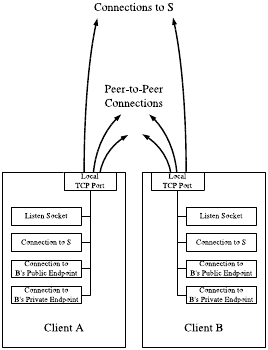 Connections to S
Peer-to-Peer
Connections
Local
TCP Port
Local
TCP Port
Listen Socket
Connection to S
Connection to
B's Public Endpoint
Connection to
B's Private Endpoint
Client A
Listen Socket
Connection to S
Connection to
B's Public Endpoint
Connection to
B's Private Endpoint
Client B